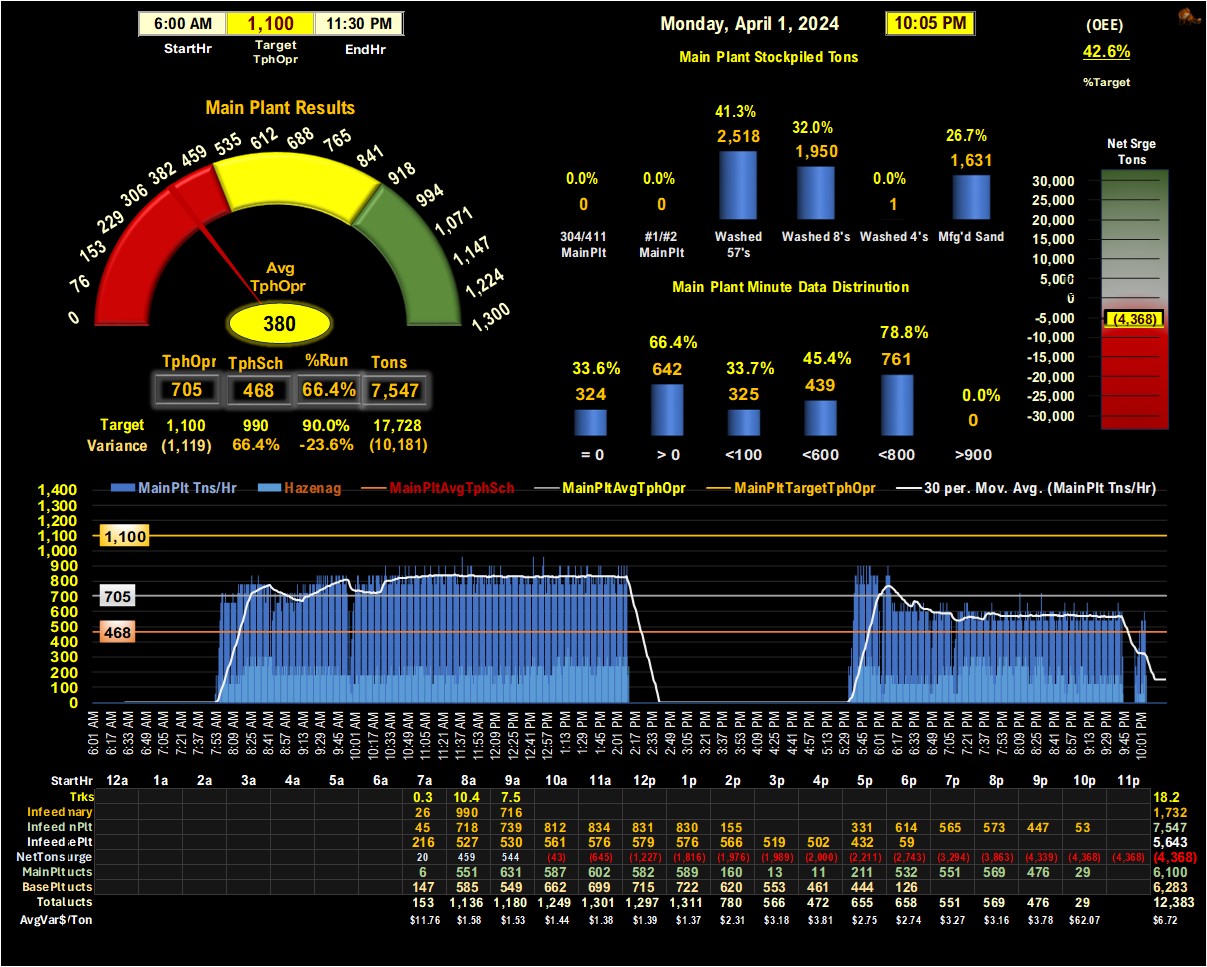 6:00 AM 1,100 11:30 PM
StartHr Target TphOpr EndHr
Monday, April 1, 2024 10:05 PM
(OEE)
42.6%
%Target
Main Plant Stockpiled Tons
41.3% 32.0% 26.7%
2,518 1,950 1,631
0.0% 0.0% 0.0%
0 0 1
304/411 MainPlt #1/#2 MainPlt Washed 57's Washed 8's Washed 4's Mfg'd Sand
Main Plant Results
0 76 153 229 306 382 459 535 612 688 765 841 918 994 1,071 1,147 1,224 1,300
Avg
TphOpr
380
TphOpr TphSch %Run Tons
705 468 66.4% 7,547
Target 1,100 990 90.0% 17,728
Variance (1,119) 66.4% -23.6% (10,181)
Main Plant Minute Data Distrinution
33.6% 66.4% 33.7% 45.4% 78.8% 0.0%
324 642 325 439 761 0
= 0 > 0 <100 <600 <800 >900
Net Srge
Tons
30,000
25,000
20,000
15,000
10,000
5,000
0
-5,000
(4,368)
-10,000
-15,000
-20,000
-25,000
-30,000
MainPlt Tns/Hr Hazenag MainPltAvgTphSch MainPltAvgTphOpr MainPltTargetTphOpr 30 per. Mov. Avg. (MainPlt Tns/Hr)
1,400
1,300
1,200
1,100
1,000
900
800
700
600
500
400
300
200
100
0
1,100
705
468
6:01 AM 6:17 AM 6:33 AM 6:49 AM 7:05 AM 7:21 AM 7:37 AM 7:53 AM 8:09 AM 8:25 AM 8:41 AM 8:57 AM 9:13 AM 9:29 AM 9:45 AM 10:01 AM 10:17 AM 10:33 AM 10:49 AM 11:05 AM 11:21 AM 11:37 AM 11:53 AM 12:09 PM 12:25 PM 12:41 PM 12:57 PM 1:13 PM 1:29 PM 1:45 PM 2:01 PM 2:17 PM 2:33 PM 2:49 PM 3:05 PM 3:21 PM 3:37 PM 3:53 PM 4:09 PM 4:25 PM 4:41 PM 4:57 PM 5:13 PM 5:29 PM 5:45 PM 6:01 PM 6:17 PM 6:33 PM 6:49 PM 7:05 PM 7:21 PM 7:37 PM 7:53 PM 8:09 PM 8:25 PM 8:41 PM 8:57 PM 9:13 PM 9:29 PM 9:45 PM 10:01 PM
StartHr 12a 1a 2a 3a 4a 5a 6a 7a 8a 9a 10a 11a 12p 1p 2p 3p 4p 5p 6p 7p 8p 9p 10p 11p
Trks 0.3 10.4 7.5 18.2
Infeed mary 26 990 716 1,732
Infeed nPlt 45 718 739 812 834 831 830 155 331 614 565 573 447 53 7,547
Infeed ePlt 216 527 530 561 576 579 576 566 519 502 432 59 5,643
NetTons urge 20 459 544 (43) (645) (1,227) (1,816) (1,976) (1,989) (2,000) (2,211) (2,743) (3,294) (3,863) (4,339) (4,368) (4,368) (4,368)
MainPlt ucts 6 551 631 587 602 582 589 160 13 11 211 532 551 569 476 29 6,100
BasePlt ucts 147 585 549 662 699 715 722 620 553 461 444 126 6,283
Total ucts 153 1,136 1,180 1,249 1,301 1,297 1,311 780 566 472 655 658 551 569 476 29 12,383
AvgVar$/Ton $11.76 $1.58 $1.53 $1.44 $1.38 $1.39 $1.37 $2.31 $3.18 $3.81 $2.75 $2.74 $3.27 $3.16 $3.78 $62.07 $6.72